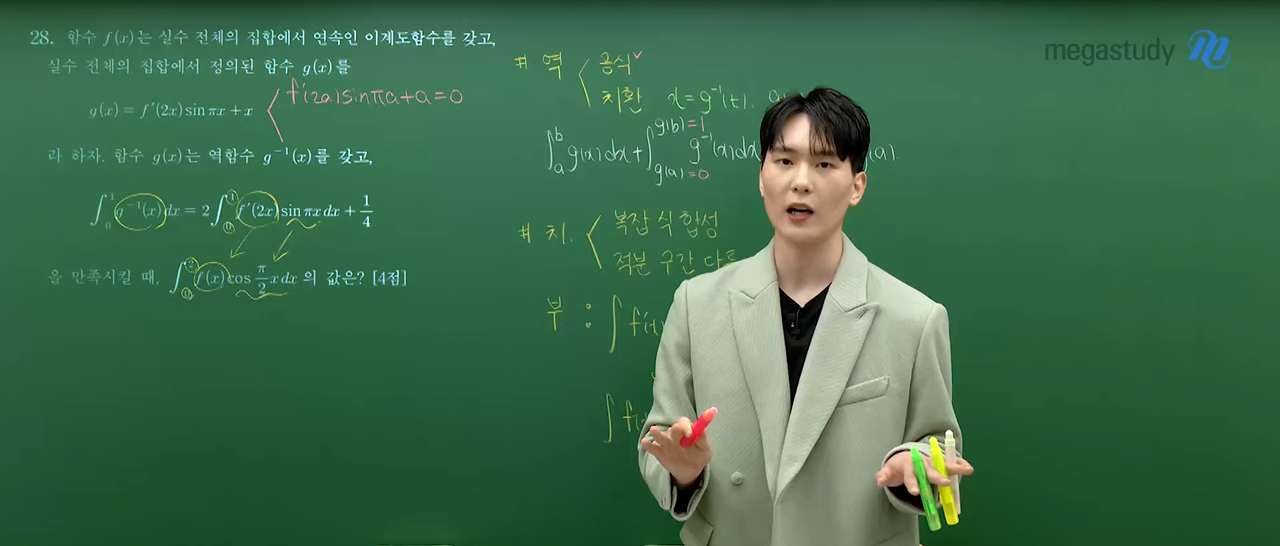 28. 함수 f(x)는 실수 전체의 집합에서 연속인 이계도함수를 갖고,
실수 전체의 집합에서 정의된 함수 g(x)를
g(x) = f′(2x) sin πx + x
f′(2a) sin πa + a = 0
라 하자. 함수 g(x)는 역함수 g⁻¹(x)를 갖고,
∫₀¹ g⁻¹(x) dx = 2∫₀¹ f′(2x) sin πx dx + 1/4
을 만족시킬 때, ∫₀² f(x) cos π/2 x dx 의 값은? [4점]
# 역 < 공식 ✓
치환 x = g⁻¹(t).
∫ₐᵇ g(x) dx + ∫ g(b)=1 g(a)=0 g⁻¹(x) dx
(a).
# 치. < 복잡 식 합성
적분 구간 다름
부 : ∫ f′(x)
∫ f(
megastudy